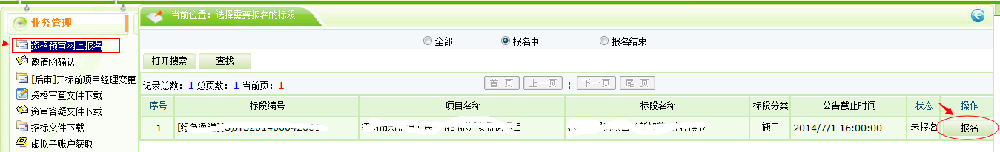 业务管理
资格预审网上报名
邀请函确认
[后审]开标前项目经理变更
资格审查文件下载
资审答疑文件下载
招标文件下载
虚拟子账户获取
当前位置：选择需要报名的标段
全部 报名中 报名结束
打开搜索 查找
记录总数：1 总页数：1 当前页：1 首 页 上一页 | 下一页 尾 页
序号 标段编号 项目名称 标段名称 标段分类 公告截止时间 状态 操作
1 施工 2014/7/1 16:00:00 未报名 报名